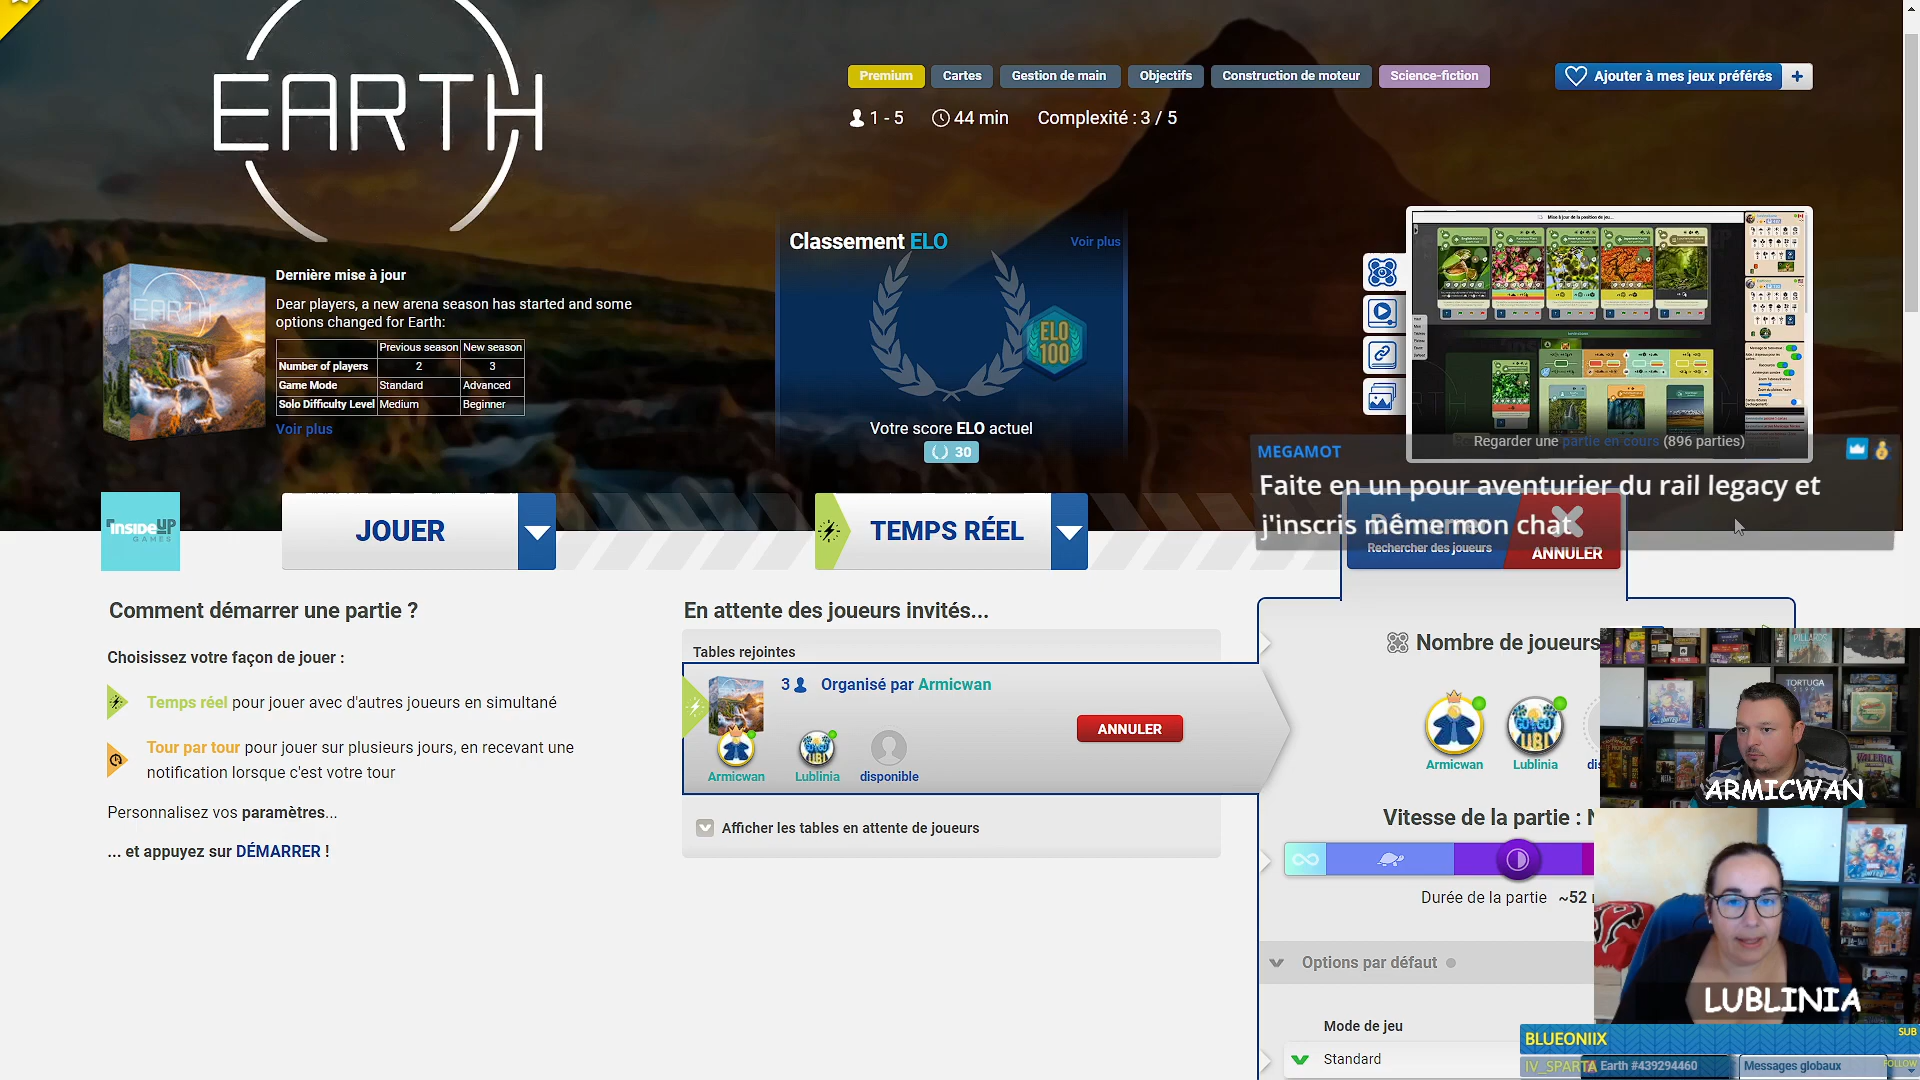 EARTH
Premium
Cartes
Gestion de main
Objectifs
Construction de moteur
Science-fiction
Ajouter à mes jeux préférés
+
1 - 5
44 min
Complexité : 3 / 5
Classement ELO
Voir plus
ELO
100
Votre score ELO actuel
30
Dernière mise à jour
Dear players, a new arena season has started and some
options changed for Earth:
Previous season New season
Number of players 2 3
Game Mode Standard Advanced
Solo Difficulty Level Medium Beginner
Voir plus
Regarder une partie en cours (896 parties)
MEGAMOT
Faite en un pour aventurier du rail legacy et
j'inscris même mon chat
Rechercher des joueurs
ANNULER
INSIDE UP
GAMES
JOUER
TEMPS RÉEL
Comment démarrer une partie ?
Choisissez votre façon de jouer :
Temps réel pour jouer avec d'autres joueurs en simultané
Tour par tour pour jouer sur plusieurs jours, en recevant une
notification lorsque c'est votre tour
Personnalisez vos paramètres...
... et appuyez sur DÉMARRER !
En attente des joueurs invités...
Tables rejointes
3 Organisé par Armicwan
ANNULER
Armicwan
Lublinia
disponible
Afficher les tables en attente de joueurs
Nombre de joueurs
Armicwan
Lublinia
Vitesse de la partie :
Durée de la partie ~52
Options par défaut
Mode de jeu
Standard
TORTUGA
VALERIA
ARMICWAN
LUBLINIA
BLUEONIIX
SUB
IV_SPARTA
FOLLOW
Earth #439294460
Messages globaux